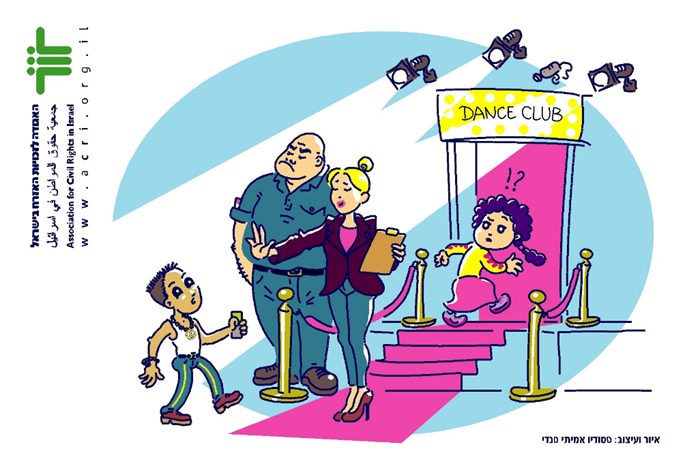 האגודה לזכויות האזרח בישראל
جمعية حقوق المواطن في اسرائيل
Association for Civil Rights in Israel
www.acri.org.il
DANCE CLUB
!?
איור ועיצוב: סטודיו אמיתי סנדי